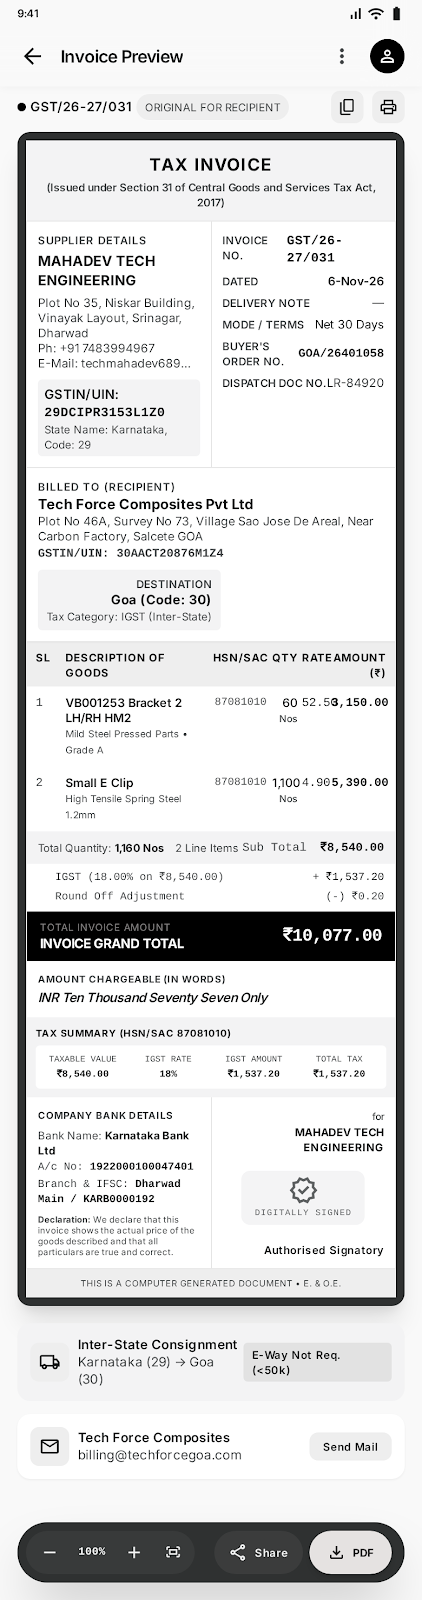 9:41
Invoice Preview
GST/26-27/031 ORIGINAL FOR RECIPIENT
TAX INVOICE
(Issued under Section 31 of Central Goods and Services Tax Act,
2017)
SUPPLIER DETAILS
MAHADEV TECH
ENGINEERING
Plot No 35, Niskar Building,
Vinayak Layout, Srinagar,
Dharwad
Ph: +917483994967
E-Mail: techmahadev689...
GSTIN/UIN:
29DCIPR3153L1Z0
State Name: Karnataka,
Code: 29
INVOICE GST/26-
NO. 27/031
DATED 6-Nov-26
DELIVERY NOTE —
MODE / TERMS Net 30 Days
BUYER'S
ORDER NO. GOA/26401058
DISPATCH DOC NO. LR-84920
BILLED TO (RECIPIENT)
Tech Force Composites Pvt Ltd
Plot No 46A, Survey No 73, Village Sao Jose De Areal, Near
Carbon Factory, Salcete GOA
GSTIN/UIN: 30AACT20876M1Z4
DESTINATION
Goa (Code: 30)
Tax Category: IGST (Inter-State)
SL DESCRIPTION OF HSN/SAC QTY RATE AMOUNT
GOODS (₹)
1 VB001253 Bracket 2 87081010 60 52.50 3,150.00
LH/RH HM2 Nos
Mild Steel Pressed Parts •
Grade A
2 Small E Clip 87081010 1,100 4.90 5,390.00
High Tensile Spring Steel Nos
1.2mm
Total Quantity: 1,160 Nos 2 Line Items Sub Total ₹8,540.00
IGST (18.00% on ₹8,540.00) + ₹1,537.20
Round Off Adjustment (-) ₹0.20
TOTAL INVOICE AMOUNT
INVOICE GRAND TOTAL ₹10,077.00
AMOUNT CHARGEABLE (IN WORDS)
INR Ten Thousand Seventy Seven Only
TAX SUMMARY (HSN/SAC 87081010)
TAXABLE VALUE IGST RATE IGST AMOUNT TOTAL TAX
₹8,540.00 18% ₹1,537.20 ₹1,537.20
COMPANY BANK DETAILS
Bank Name: Karnataka Bank
Ltd
A/c No: 1922000100047401
Branch & IFSC: Dharwad
Main / KARB0000192
Declaration: We declare that this
invoice shows the actual price of the
goods described and that all
particulars are true and correct.
for
MAHADEV TECH
ENGINEERING
DIGITALLY SIGNED
Authorised Signatory
THIS IS A COMPUTER GENERATED DOCUMENT • E. & O.E.
Inter-State Consignment
Karnataka (29) → Goa
(30)
E-Way Not Req.
(<50k)
Tech Force Composites
billing@techforcegoa.com
Send Mail
100% Share PDF